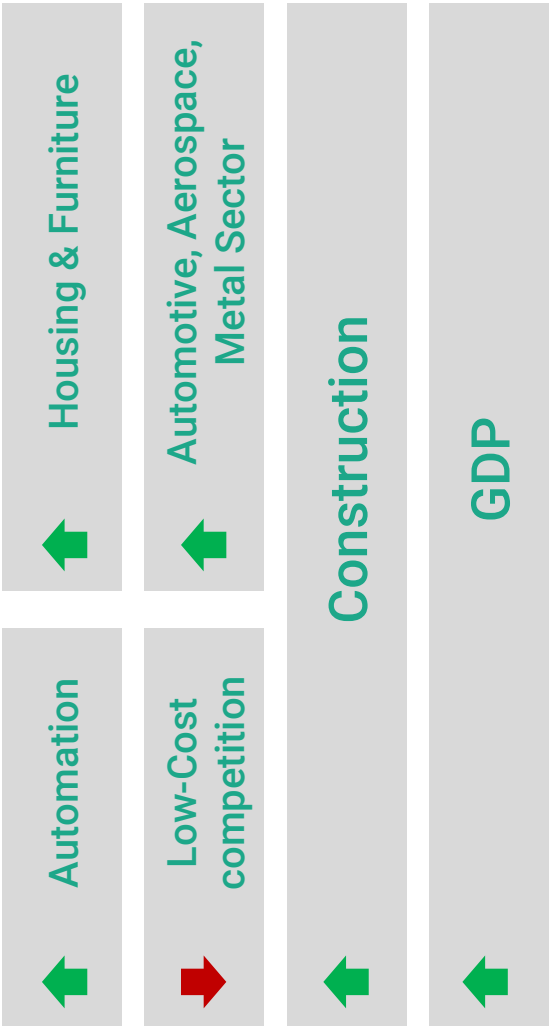 Housing & Furniture
Automation
Automotive, Aerospace,
Metal Sector
Low-Cost
competition
Construction
GDP